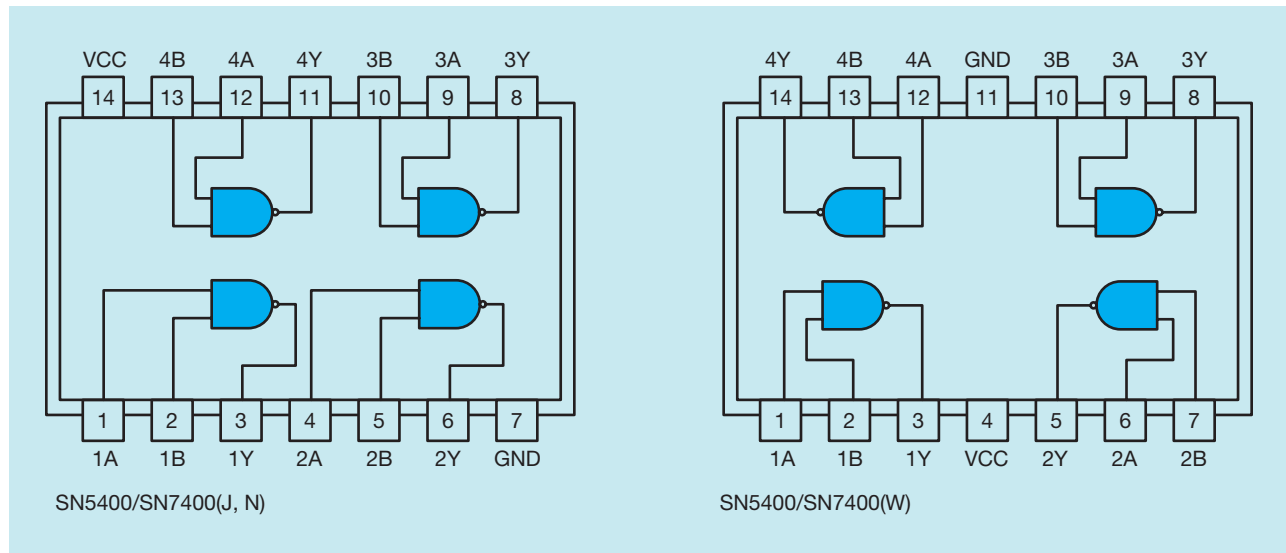 VCC 4B 4A 4Y 3B 3A 3Y
14 13 12 11 10 9 8
1 2 3 4 5 6 7
1A 1B 1Y 2A 2B 2Y GND
SN5400/SN7400(J, N)
4Y 4B 4A GND 3B 3A 3Y
14 13 12 11 10 9 8
1 2 3 4 5 6 7
1A 1B 1Y VCC 2Y 2A 2B
SN5400/SN7400(W)